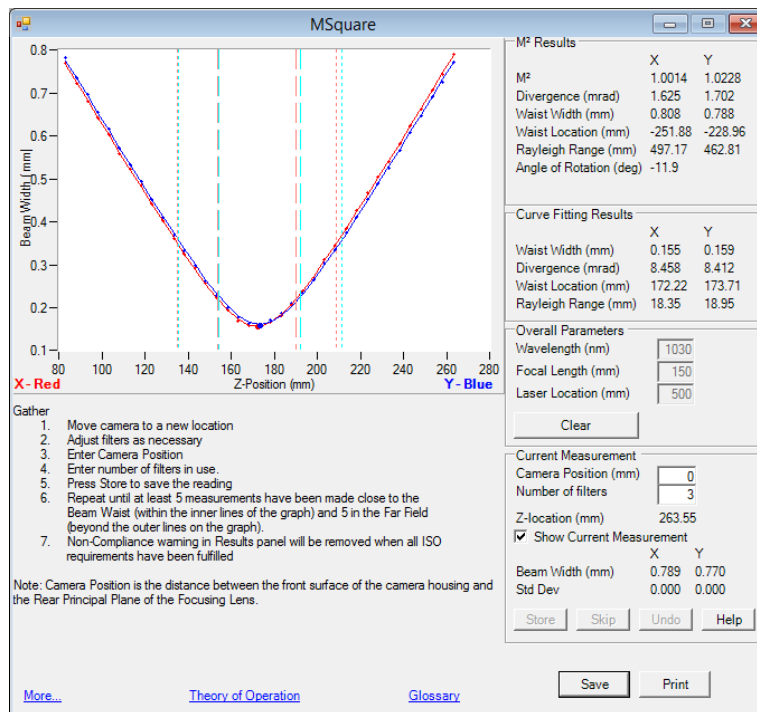 MSquare
0.8
0.7
0.6
0.5
0.4
0.3
0.2
0.1
Beam Width [mm]
80 100 120 140 160 180 200 220 240 260 280
X - Red Z-Position (mm) Y - Blue
Gather
1. Move camera to a new location
2. Adjust filters as necessary
3. Enter Camera Position
4. Enter number of filters in use.
5. Press Store to save the reading
6. Repeat until at least 5 measurements have been made close to the
Beam Waist (within the inner lines of the graph) and 5 in the Far Field
(beyond the outer lines on the graph).
7. Non-Compliance warning in Results panel will be removed when all ISO
requirements have been fulfilled
Note: Camera Position is the distance between the front surface of the camera housing and
the Rear Principal Plane of the Focusing Lens.
More... Theory of Operation Glossary
M² Results
X Y
M² 1.0014 1.0228
Divergence (mrad) 1.625 1.702
Waist Width (mm) 0.808 0.788
Waist Location (mm) -251.88 -228.96
Rayleigh Range (mm) 497.17 462.81
Angle of Rotation (deg) -11.9
Curve Fitting Results
X Y
Waist Width (mm) 0.155 0.159
Divergence (mrad) 8.458 8.412
Waist Location (mm) 172.22 173.71
Rayleigh Range (mm) 18.35 18.95
Overall Parameters
Wavelength (nm) 1030
Focal Length (mm) 150
Laser Location (mm) 500
Clear
Current Measurement
Camera Position (mm) 0
Number of filters 3
Z-location (mm) 263.55
Show Current Measurement
X Y
Beam Width (mm) 0.789 0.770
Std Dev 0.000 0.000
Store Skip Undo Help
Save Print